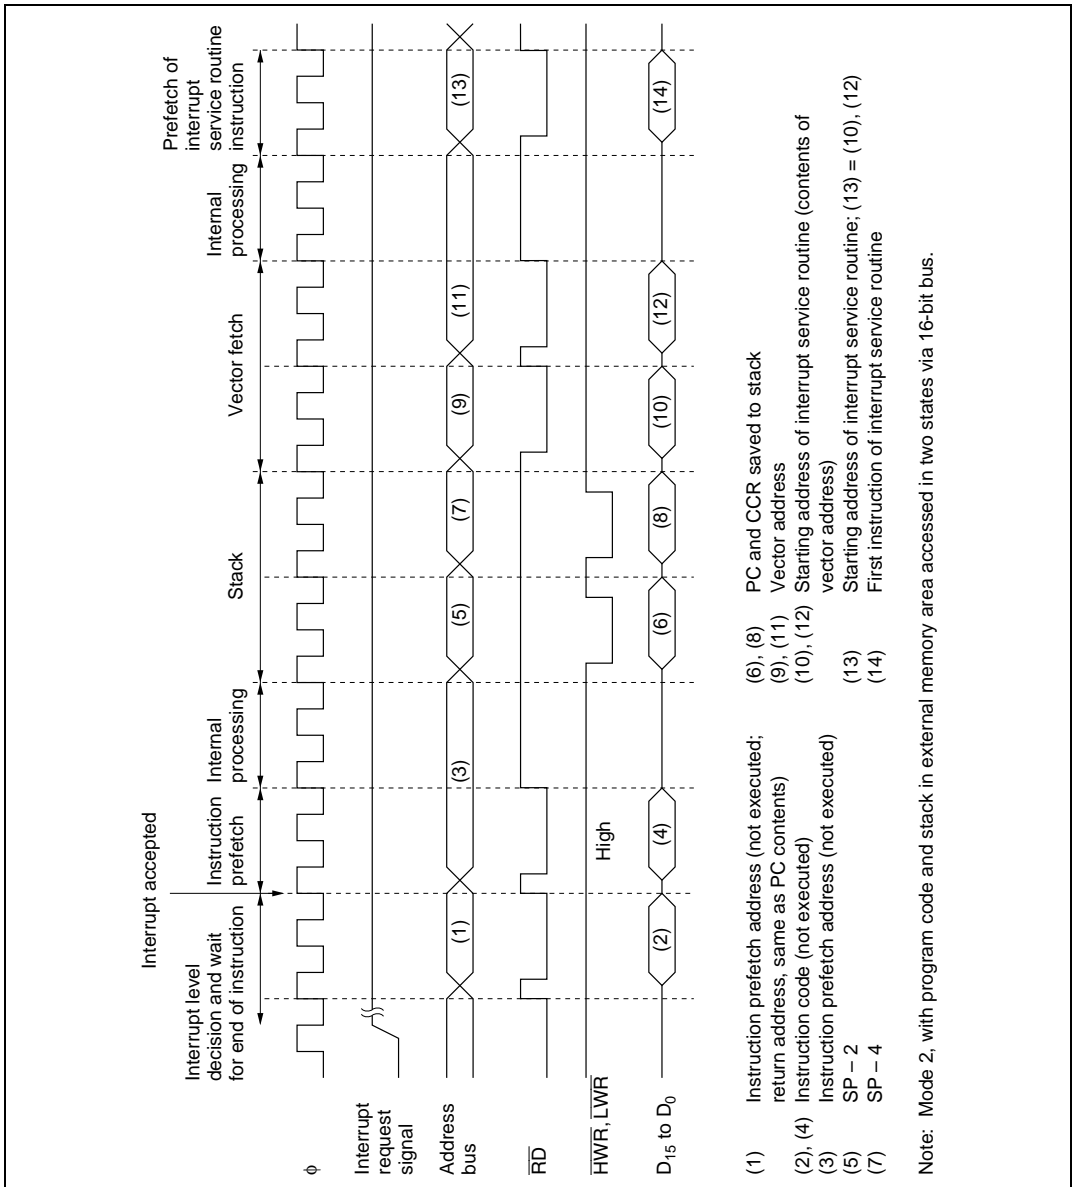 Interrupt accepted
Interrupt level
decision and wait
for end of instruction
Instruction
prefetch
Internal
processing
Stack
Vector fetch
Internal
processing
Prefetch of
interrupt
service routine
instruction
φ
Interrupt
request
signal
Address
bus
(1)
(3)
(5)
(7)
(9)
(11)
(13)
RD
HWR, LWR
High
D15 to D0
(2)
(4)
(6)
(8)
(10)
(12)
(14)
(1) Instruction prefetch address (not executed;
return address, same as PC contents)
(2), (4) Instruction code (not executed)
(3) Instruction prefetch address (not executed)
(5) SP – 2
(7) SP – 4
(6), (8) PC and CCR saved to stack
(9), (11) Vector address
(10), (12) Starting address of interrupt service routine (contents of
vector address)
(13) Starting address of interrupt service routine; (13) = (10), (12)
(14) First instruction of interrupt service routine
Note: Mode 2, with program code and stack in external memory area accessed in two states via 16-bit bus.